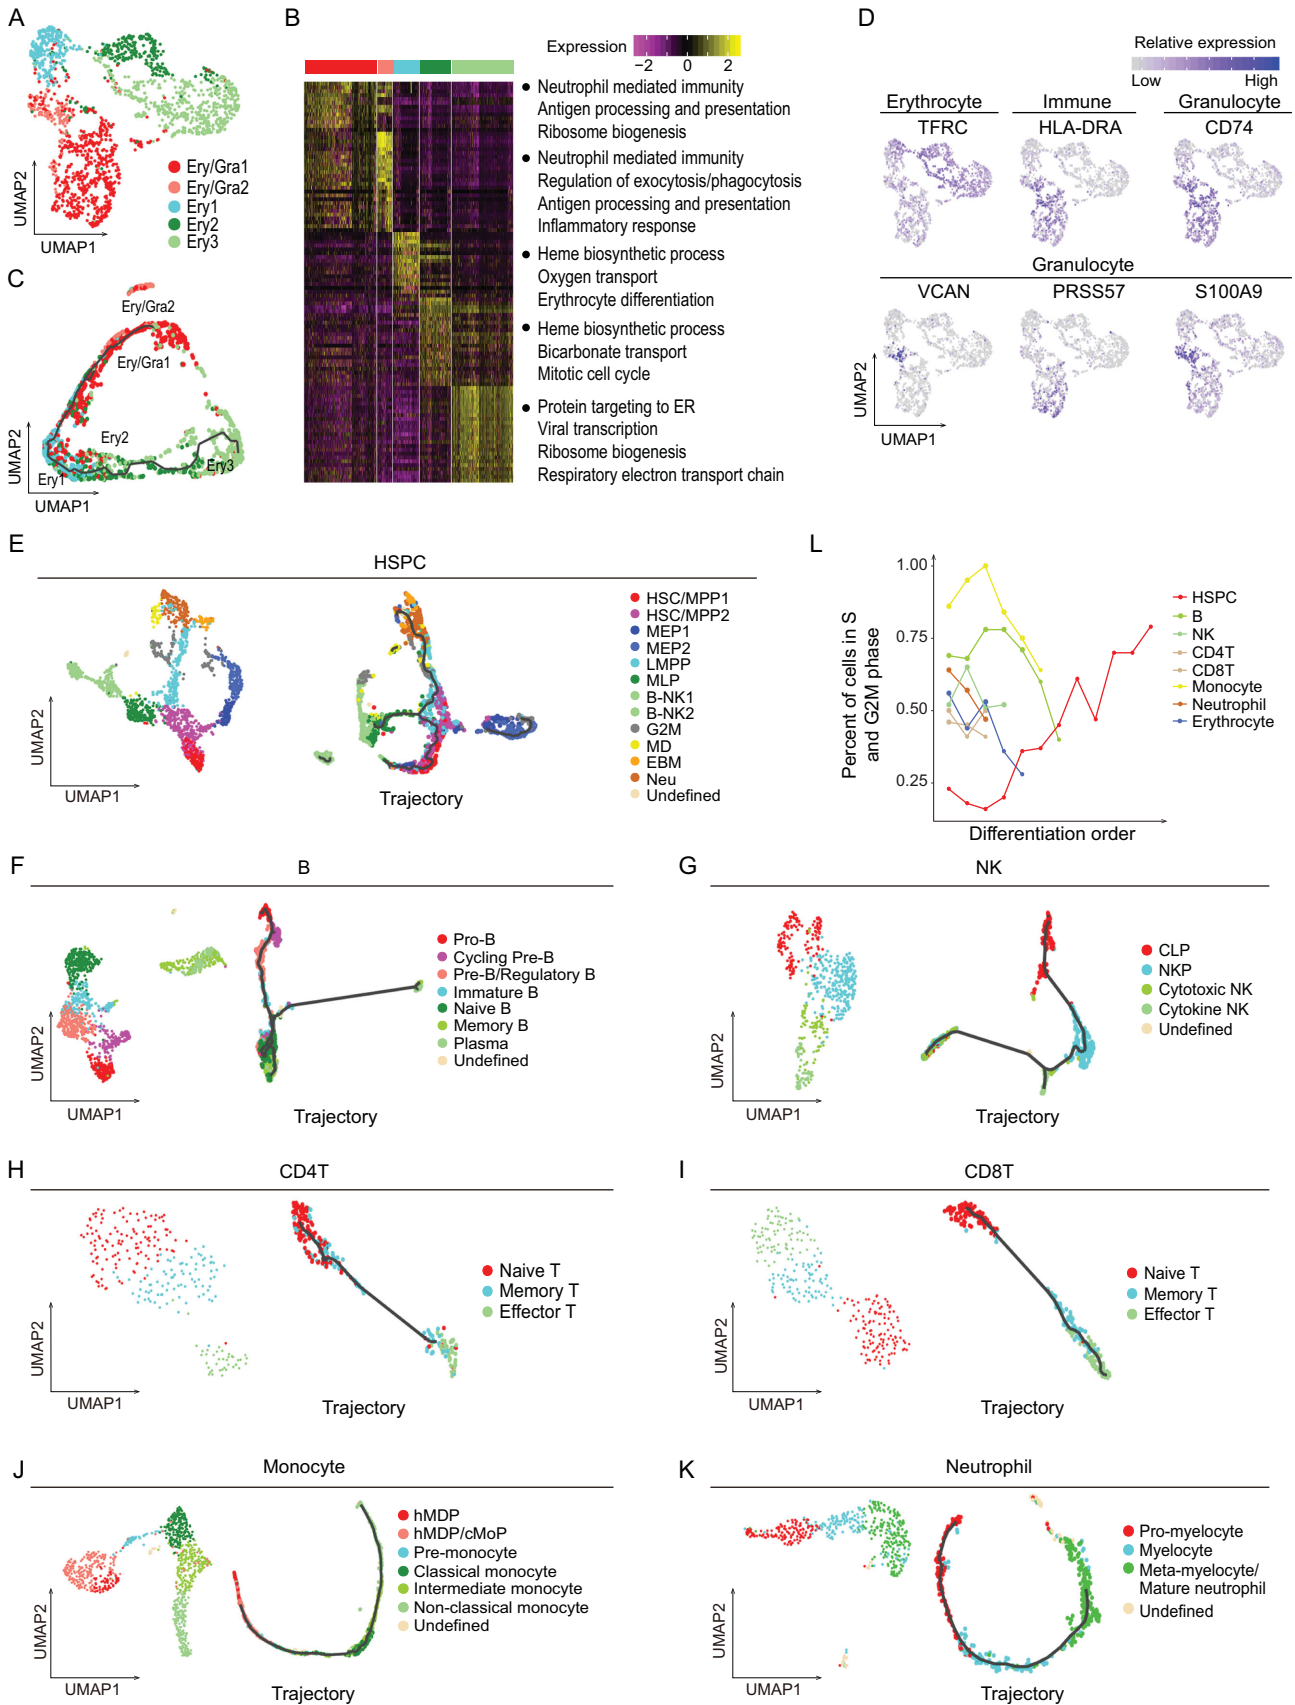 A
UMAP2
UMAP1
Ery/Gra1
Ery/Gra2
Ery1
Ery2
Ery3
B
Expression
−2 0 2
Neutrophil mediated immunity
Antigen processing and presentation
Ribosome biogenesis
Neutrophil mediated immunity
Regulation of exocytosis/phagocytosis
Antigen processing and presentation
Inflammatory response
Heme biosynthetic process
Oxygen transport
Erythrocyte differentiation
Heme biosynthetic process
Bicarbonate transport
Mitotic cell cycle
Protein targeting to ER
Viral transcription
Ribosome biogenesis
Respiratory electron transport chain
C
Ery/Gra2
Ery/Gra1
Ery2
Ery3
Ery1
UMAP2
UMAP1
D
Relative expression
Low High
Erythrocyte Immune Granulocyte
TFRC HLA-DRA CD74
Granulocyte
VCAN PRSS57 S100A9
UMAP2
UMAP1
E
HSPC
UMAP2
UMAP1
Trajectory
HSC/MPP1
HSC/MPP2
MEP1
MEP2
LMPP
MLP
B-NK1
B-NK2
G2M
MD
EBM
Neu
Undefined
L
Percent of cells in S
and G2M phase
1.00
0.75
0.50
0.25
Differentiation order
HSPC
B
NK
CD4T
CD8T
Monocyte
Neutrophil
Erythrocyte
F
B
UMAP2
UMAP1
Trajectory
Pro-B
Cycling Pre-B
Pre-B/Regulatory B
Immature B
Naive B
Memory B
Plasma
Undefined
G
NK
UMAP2
UMAP1
Trajectory
CLP
NKP
Cytotoxic NK
Cytokine NK
Undefined
H
CD4T
UMAP2
UMAP1
Trajectory
Naive T
Memory T
Effector T
I
CD8T
UMAP2
UMAP1
Trajectory
Naive T
Memory T
Effector T
J
Monocyte
UMAP2
UMAP1
Trajectory
hMDP
hMDP/cMoP
Pre-monocyte
Classical monocyte
Intermediate monocyte
Non-classical monocyte
Undefined
K
Neutrophil
UMAP2
UMAP1
Trajectory
Pro-myelocyte
Myelocyte
Meta-myelocyte/
Mature neutrophil
Undefined